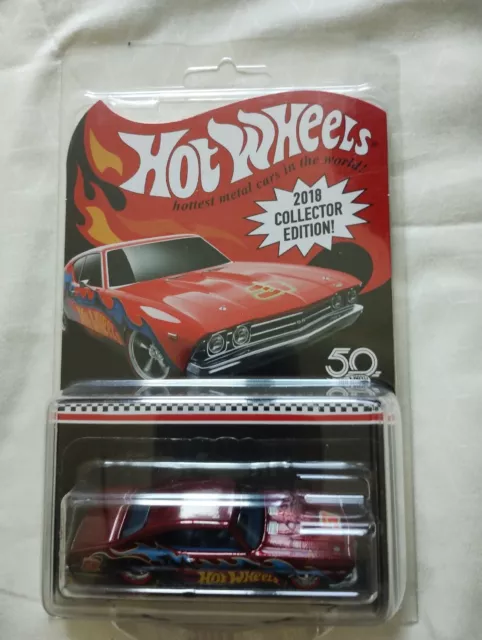 HOT WHEELS®
hottest metal cars in the world!
2018
COLLECTOR
EDITION!
50
HOT WHEELS